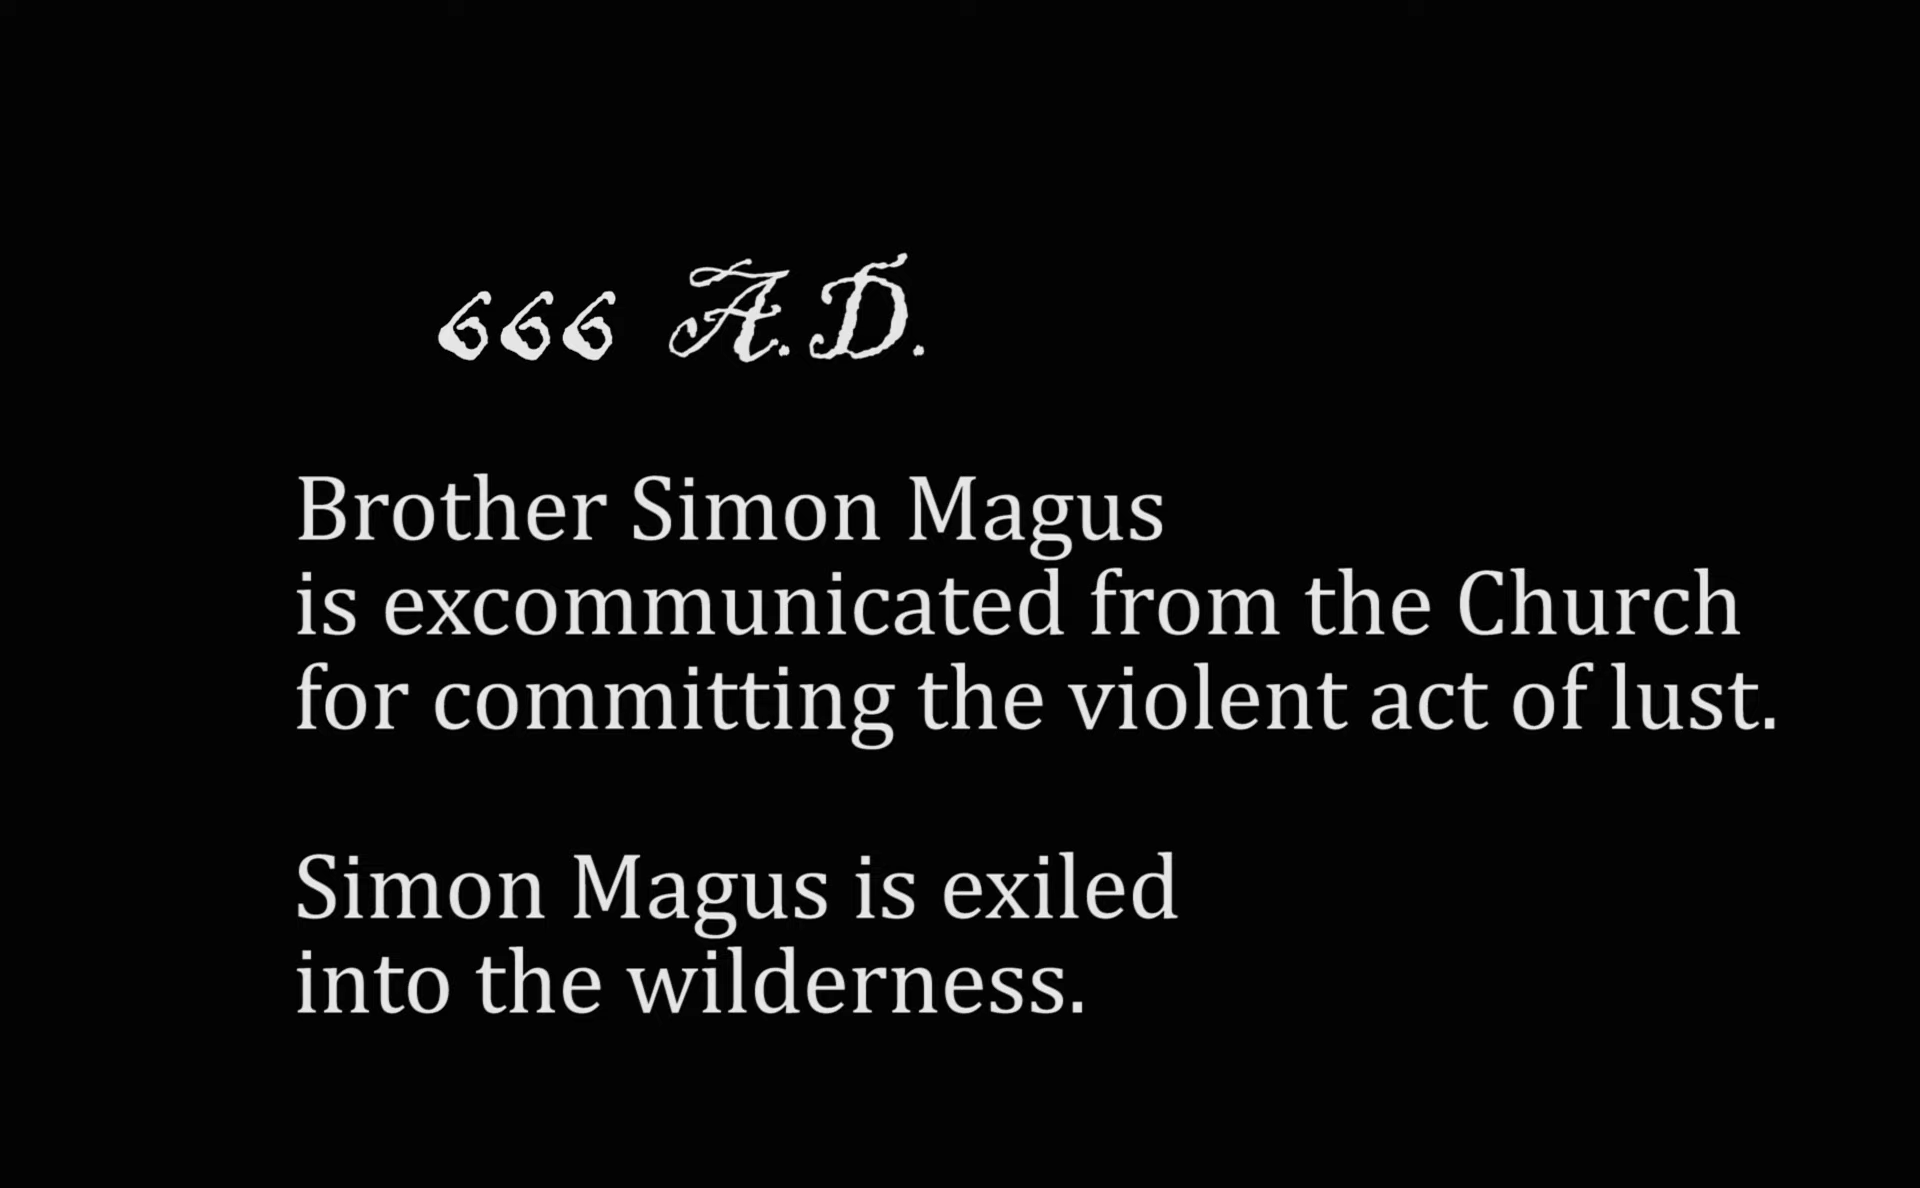 666 A.D.
Brother Simon Magus
is excommunicated from the Church
for committing the violent act of lust.
Simon Magus is exiled
into the wilderness.